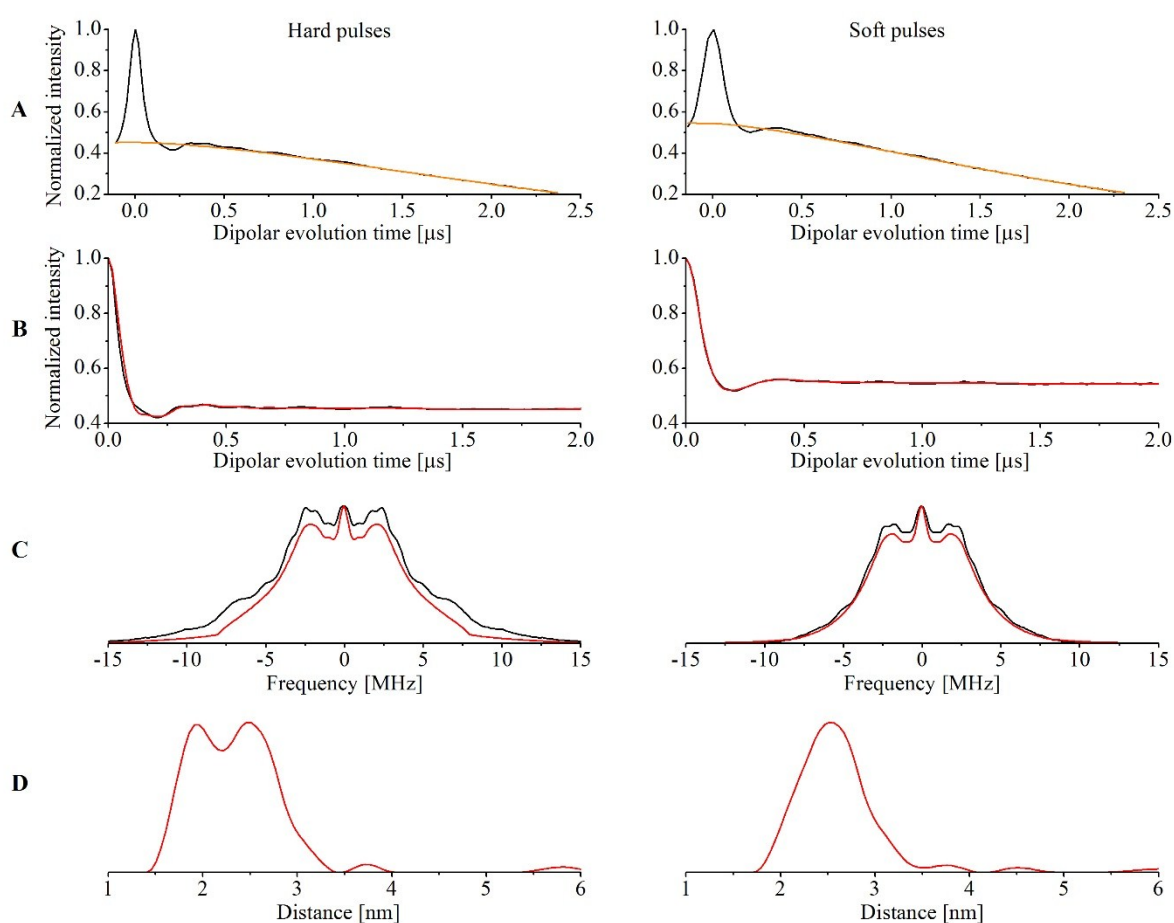 Hard pulses
Soft pulses
A
Normalized intensity
1.0
0.8
0.6
0.4
0.2
0.0 0.5 1.0 1.5 2.0 2.5
Dipolar evolution time [µs]
1.0
0.8
0.6
0.4
0.2
0.0 0.5 1.0 1.5 2.0 2.5
Dipolar evolution time [µs]
B
Normalized intensity
1.0
0.8
0.6
0.4
0.0 0.5 1.0 1.5 2.0
Dipolar evolution time [µs]
1.0
0.8
0.6
0.4
0.0 0.5 1.0 1.5 2.0
Dipolar evolution time [µs]
C
-15 -10 -5 0 5 10 15
Frequency [MHz]
-15 -10 -5 0 5 10 15
Frequency [MHz]
D
1 2 3 4 5 6
Distance [nm]
1 2 3 4 5 6
Distance [nm]